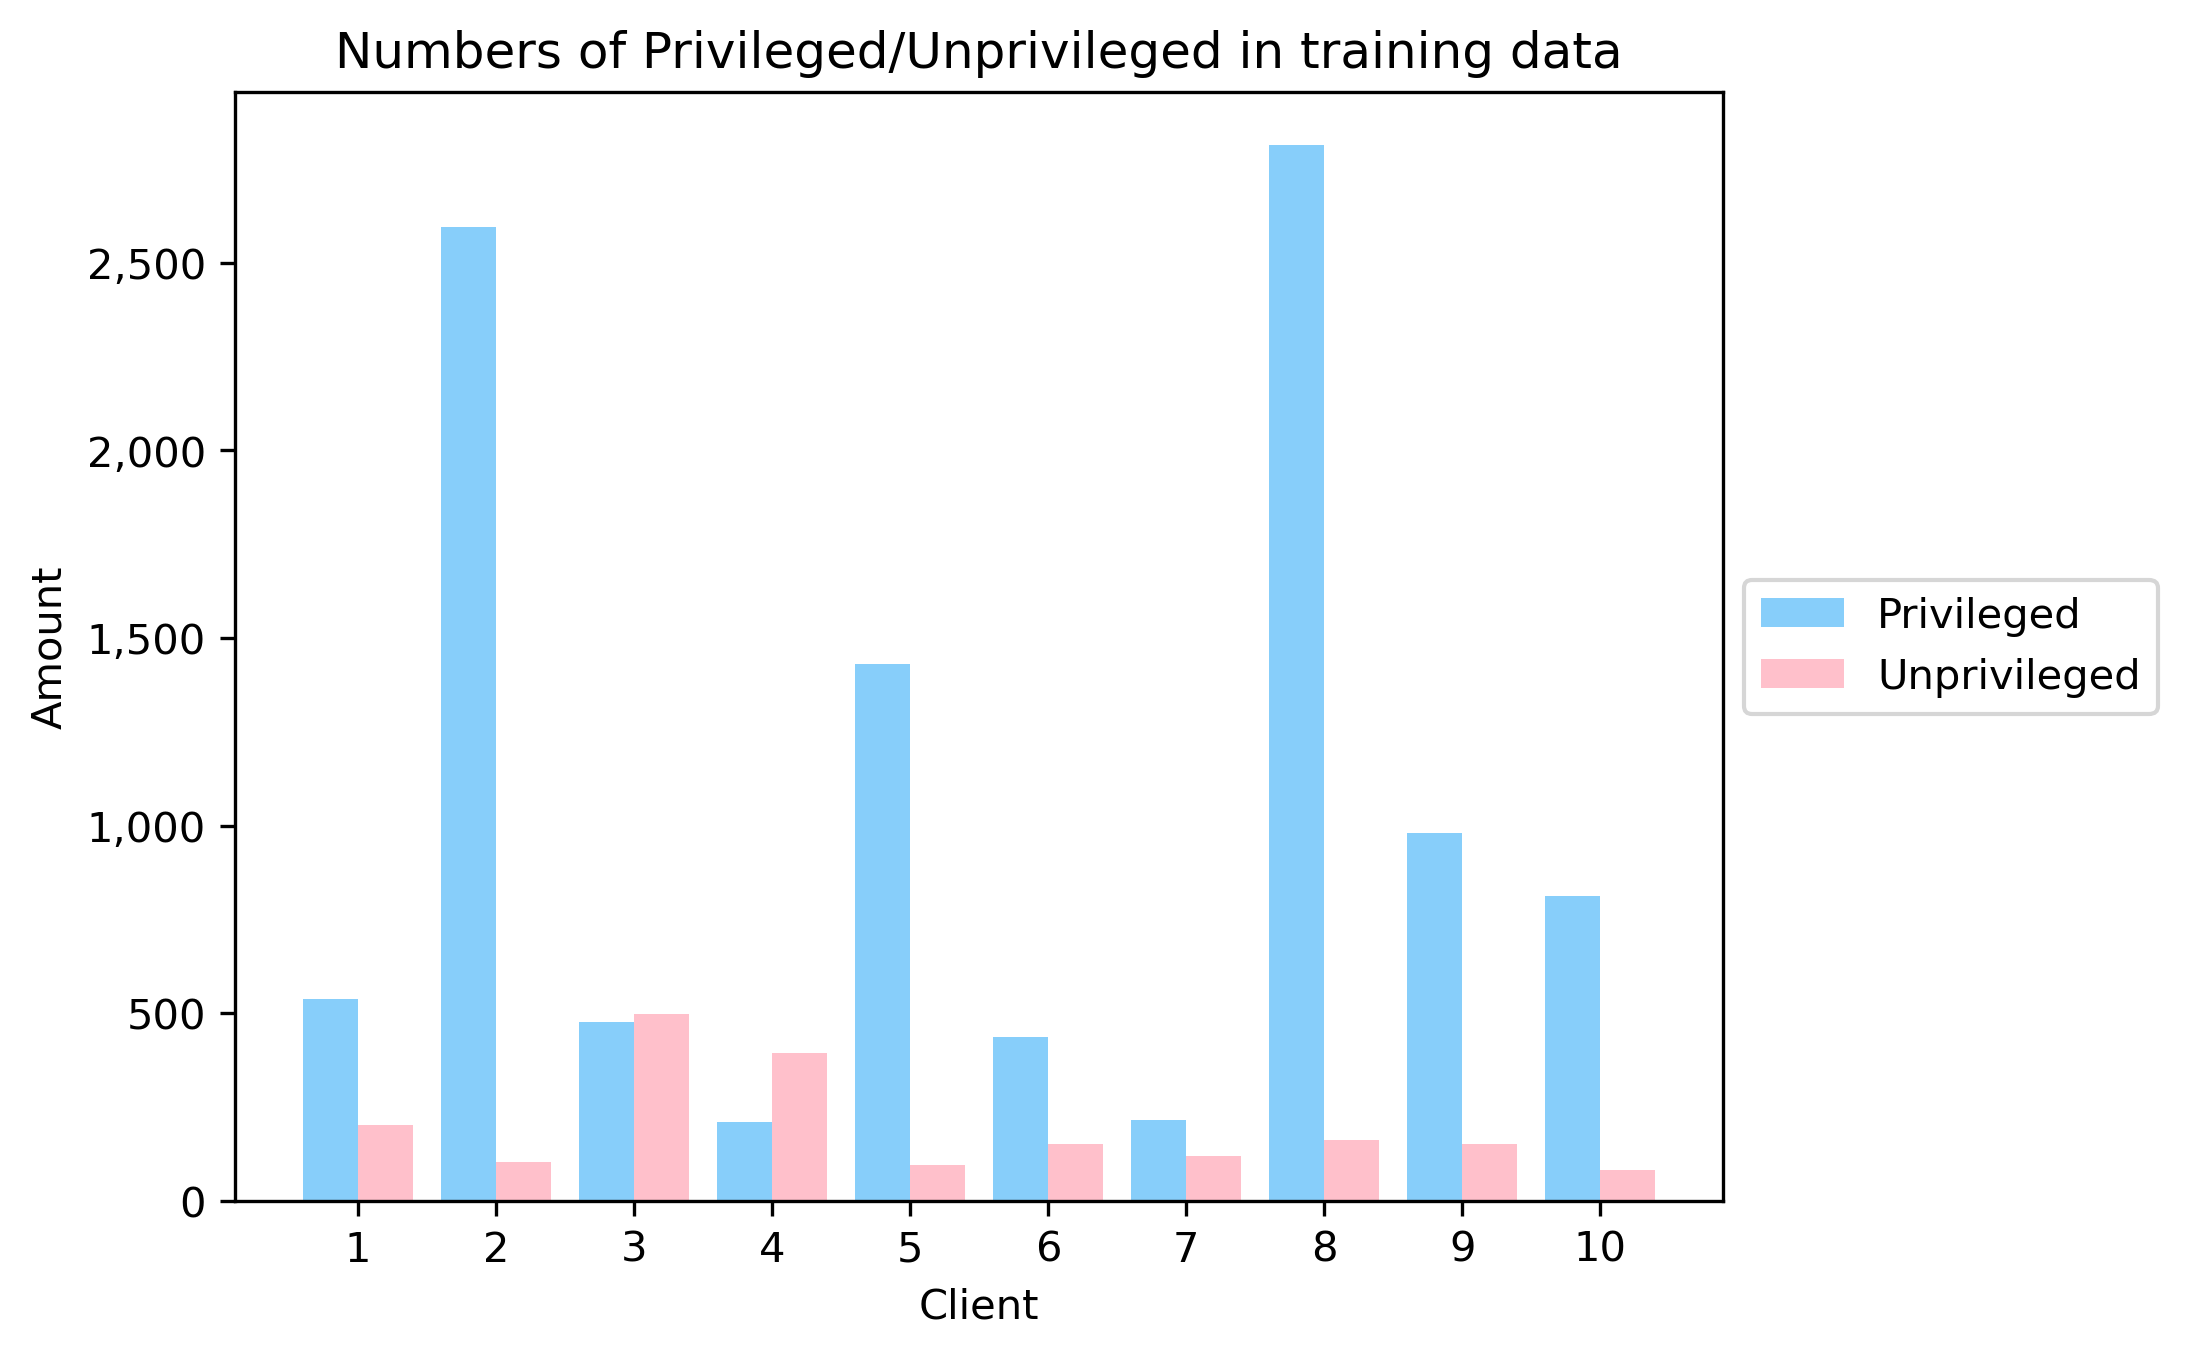 Numbers of Privileged/Unprivileged in training data
2,500
2,000
1,500
1,000
500
0
Amount
1 2 3 4 5 6 7 8 9 10
Client
Privileged
Unprivileged